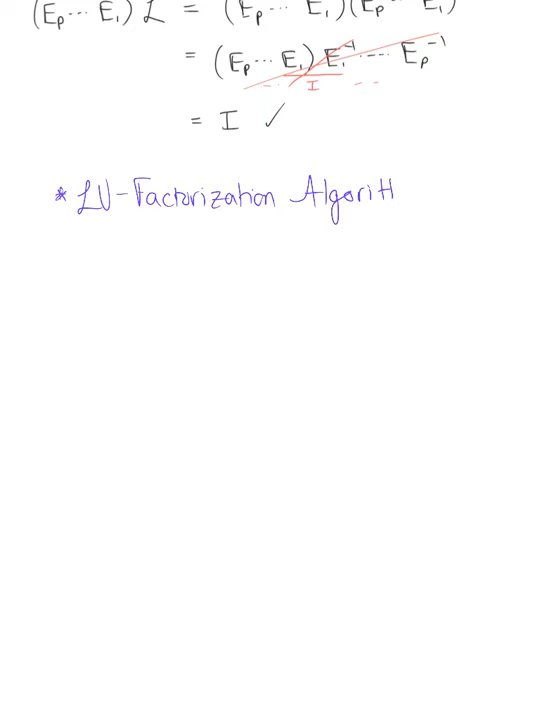 (Ep ··· E₁) L = (Ep ··· E₁)(Ep ··· E₁)
= (Ep ··· E₁) E₁⁻¹ ··· Ep⁻¹
I
= I ✓
* LU-Factorization Algorith